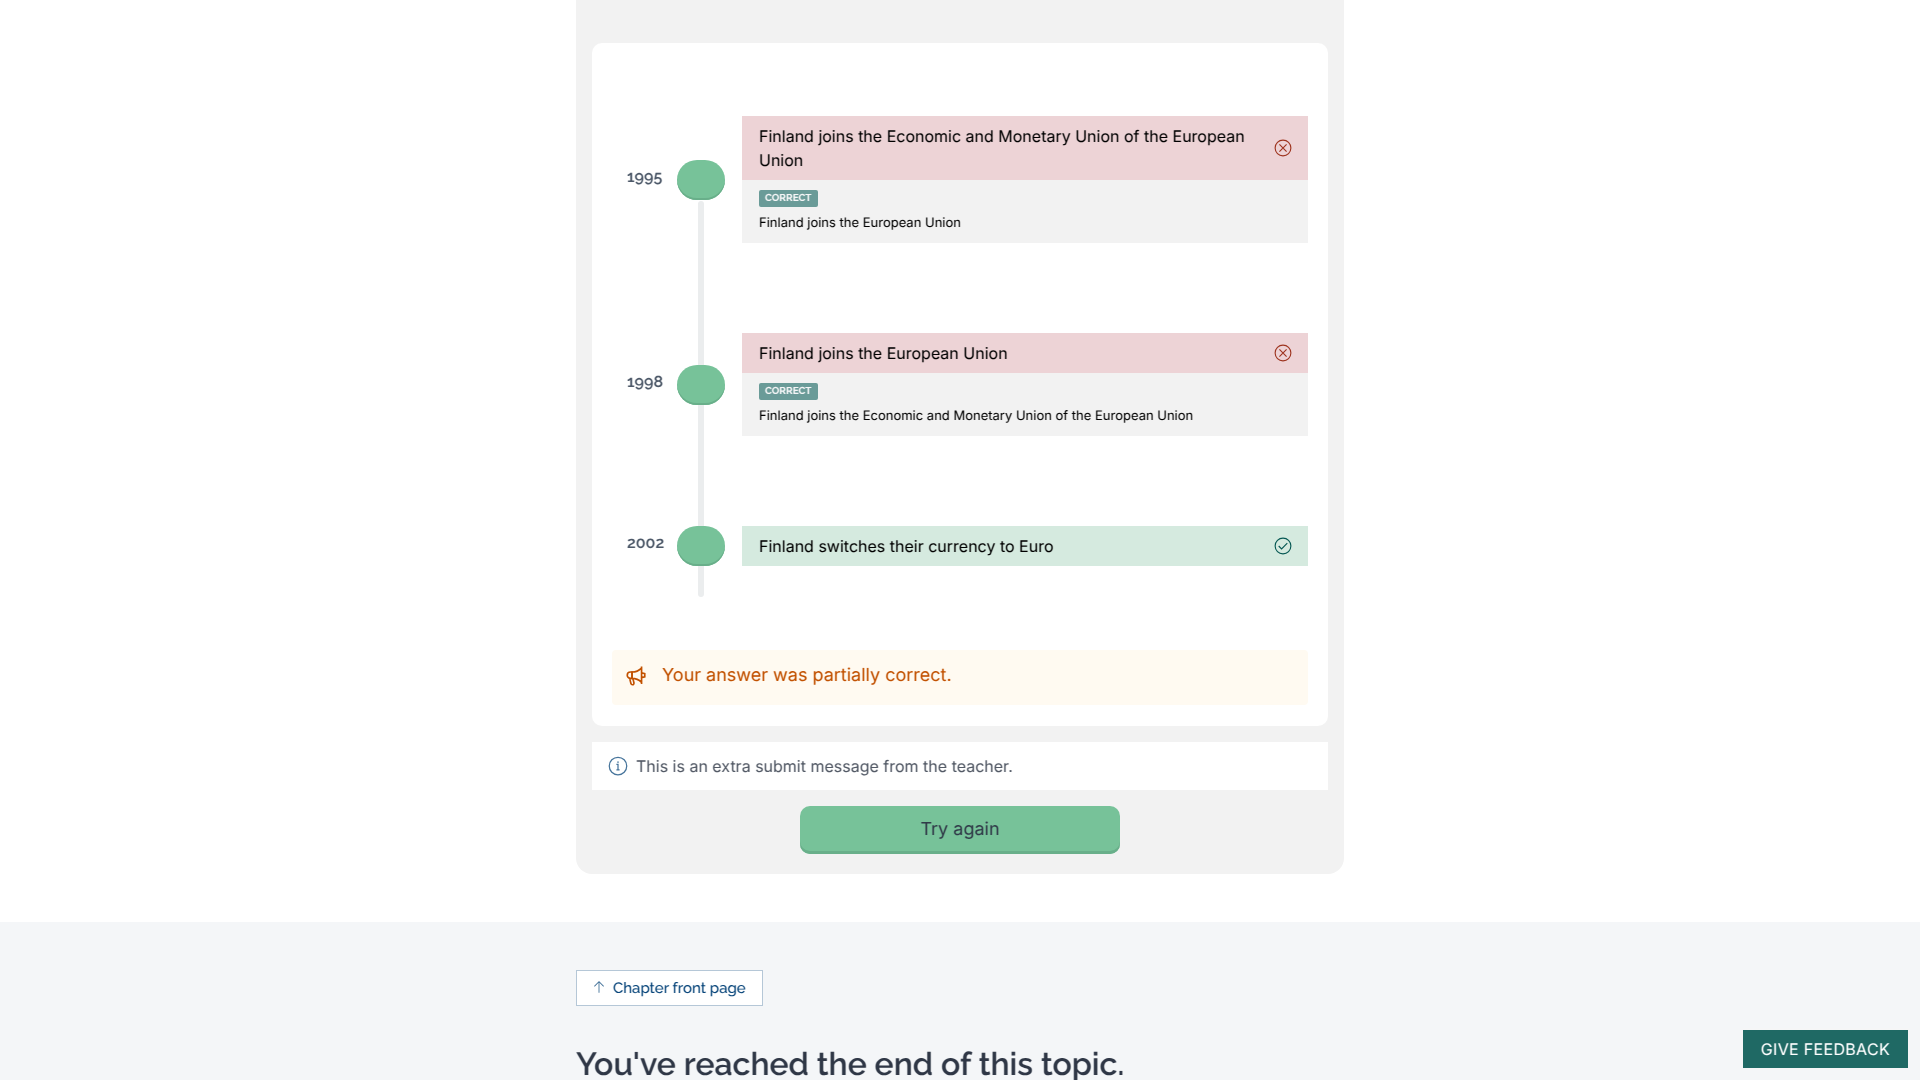 1995
Finland joins the Economic and Monetary Union of the European
Union
CORRECT
Finland joins the European Union
1998
Finland joins the European Union
CORRECT
Finland joins the Economic and Monetary Union of the European Union
2002
Finland switches their currency to Euro
Your answer was partially correct.
This is an extra submit message from the teacher.
Try again
Chapter front page
You've reached the end of this topic.
GIVE FEEDBACK